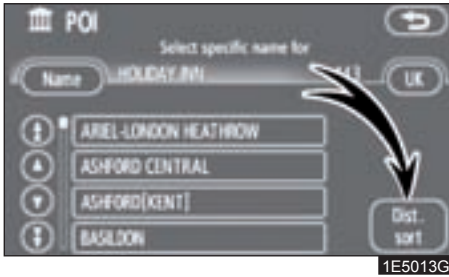 POI
Select specific name for
Name HOLIDAY INN 143 UK
ARIEL-LONDON HEATHROW
ASHFORD CENTRAL
ASHFORD[KENT]
BASILDON
Dist.
sort
1E5013G